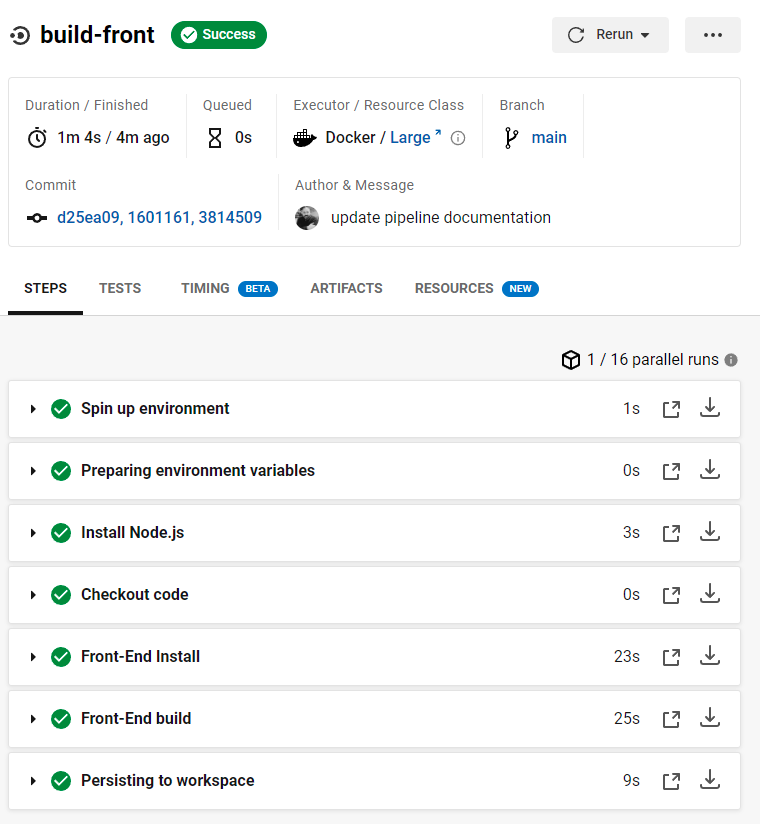 build-front Success Rerun
Duration / Finished Queued Executor / Resource Class Branch
1m 4s / 4m ago 0s Docker / Large main
Commit Author & Message
d25ea09, 1601161, 3814509 update pipeline documentation
STEPS TESTS TIMING BETA ARTIFACTS RESOURCES NEW
1 / 16 parallel runs
Spin up environment 1s
Preparing environment variables 0s
Install Node.js 3s
Checkout code 0s
Front-End Install 23s
Front-End build 25s
Persisting to workspace 9s